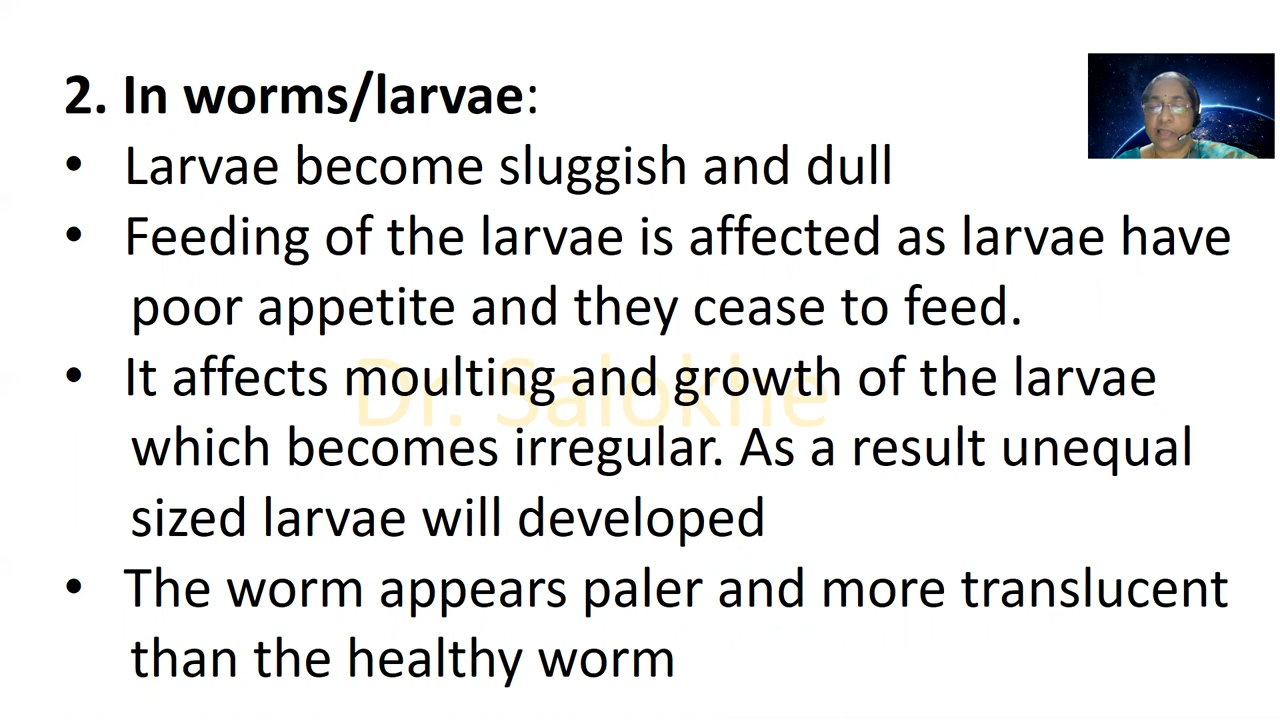 2. In worms/larvae:
• Larvae become sluggish and dull
• Feeding of the larvae is affected as larvae have
poor appetite and they cease to feed.
• It affects moulting and growth of the larvae
which becomes irregular. As a result unequal
sized larvae will developed
• The worm appears paler and more translucent
than the healthy worm
Dr. Salokhe